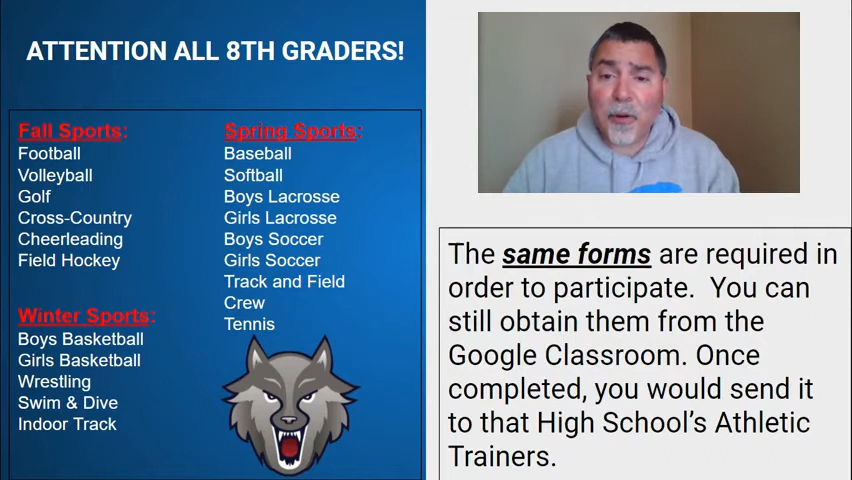 ATTENTION ALL 8TH GRADERS!
Fall Sports:
Football
Volleyball
Golf
Cross-Country
Cheerleading
Field Hockey
Winter Sports:
Boys Basketball
Girls Basketball
Wrestling
Swim & Dive
Indoor Track
Spring Sports:
Baseball
Softball
Boys Lacrosse
Girls Lacrosse
Boys Soccer
Girls Soccer
Track and Field
Crew
Tennis
The same forms are required in
order to participate.  You can
still obtain them from the
Google Classroom. Once
completed, you would send it
to that High School's Athletic
Trainers.